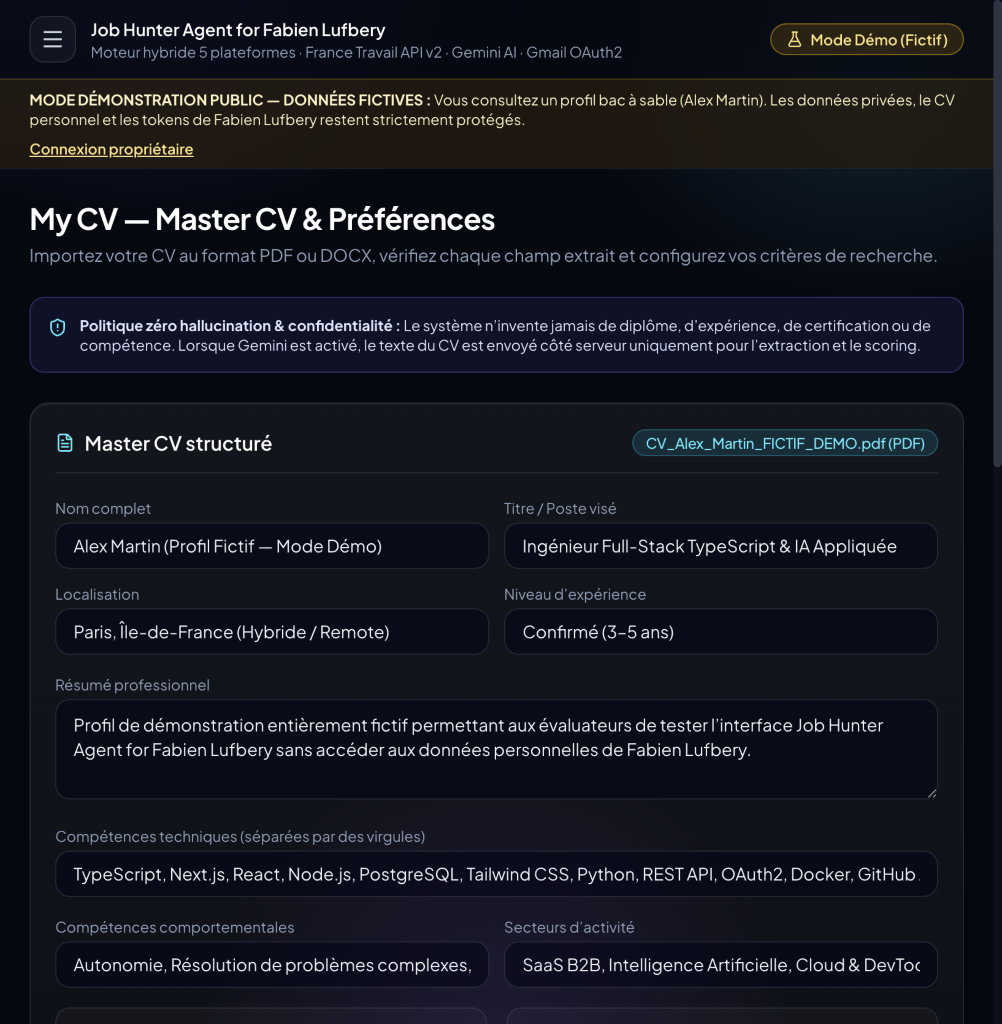 Job Hunter Agent for Fabien Lufbery
Moteur hybride 5 plateformes · France Travail API v2 · Gemini AI · Gmail OAuth2
Mode Démo (Fictif)
MODE DÉMONSTRATION PUBLIC — DONNÉES FICTIVES : Vous consultez un profil bac à sable (Alex Martin). Les données privées, le CV
personnel et les tokens de Fabien Lufbery restent strictement protégés.
Connexion propriétaire
My CV — Master CV & Préférences
Importez votre CV au format PDF ou DOCX, vérifiez chaque champ extrait et configurez vos critères de recherche.
Politique zéro hallucination & confidentialité : Le système n’invente jamais de diplôme, d’expérience, de certification ou de
compétence. Lorsque Gemini est activé, le texte du CV est envoyé côté serveur uniquement pour l’extraction et le scoring.
Master CV structuré
CV_Alex_Martin_FICTIF_DEMO.pdf (PDF)
Nom complet
Alex Martin (Profil Fictif — Mode Démo)
Titre / Poste visé
Ingénieur Full-Stack TypeScript & IA Appliquée
Localisation
Paris, Île-de-France (Hybride / Remote)
Niveau d’expérience
Confirmé (3–5 ans)
Résumé professionnel
Profil de démonstration entièrement fictif permettant aux évaluateurs de tester l’interface Job Hunter
Agent for Fabien Lufbery sans accéder aux données personnelles de Fabien Lufbery.
Compétences techniques (séparées par des virgules)
TypeScript, Next.js, React, Node.js, PostgreSQL, Tailwind CSS, Python, REST API, OAuth2, Docker, GitHub
Compétences comportementales
Autonomie, Résolution de problèmes complexes,
Secteurs d’activité
SaaS B2B, Intelligence Artificielle, Cloud &